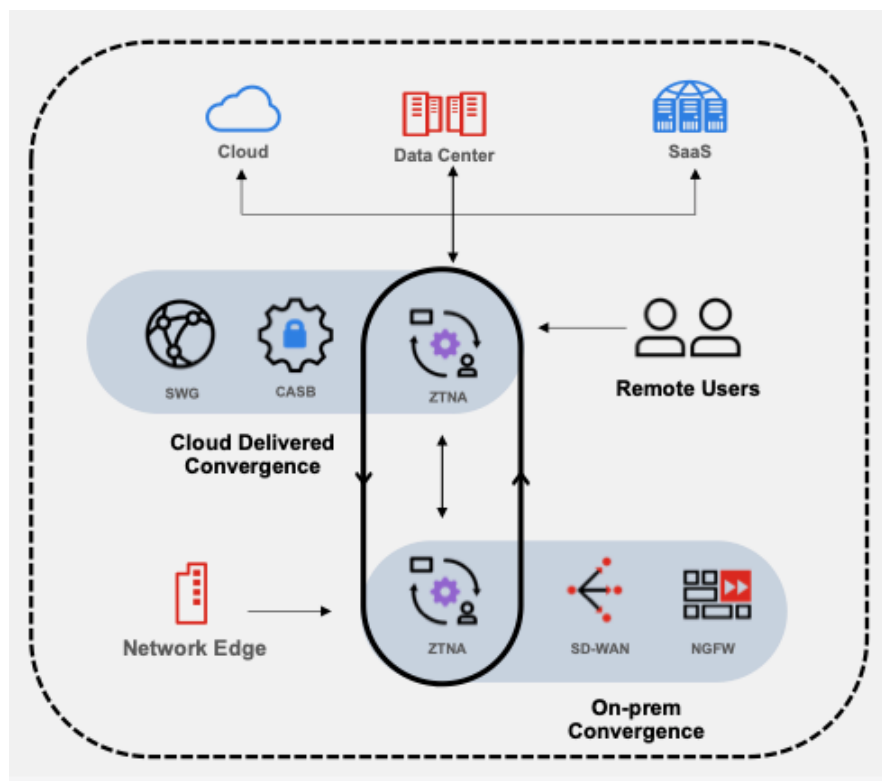 Cloud
Data Center
SaaS
SWG
CASB
ZTNA
Remote Users
Cloud Delivered
Convergence
Network Edge
ZTNA
SD-WAN
NGFW
On-prem
Convergence